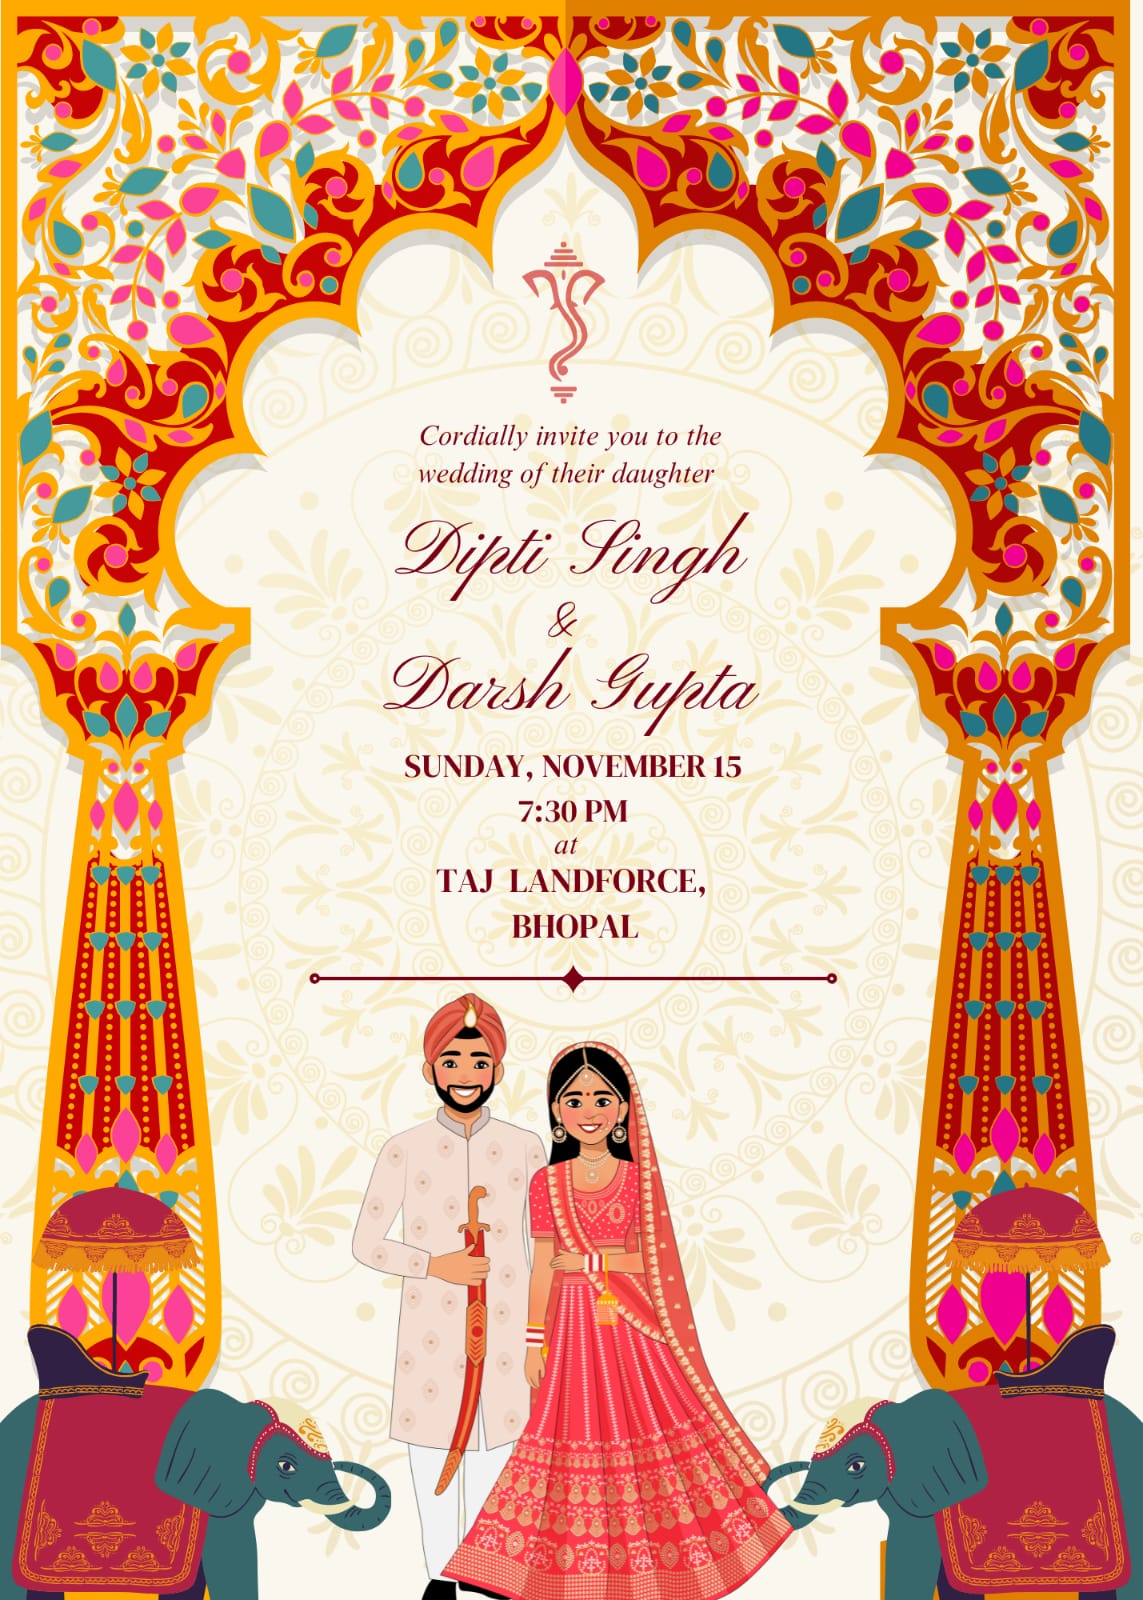 Cordially invite you to the
wedding of their daughter
Dipti Singh
&
Darsh Gupta
SUNDAY, NOVEMBER 15
7:30 PM
at
TAJ LANDFORCE,
BHOPAL